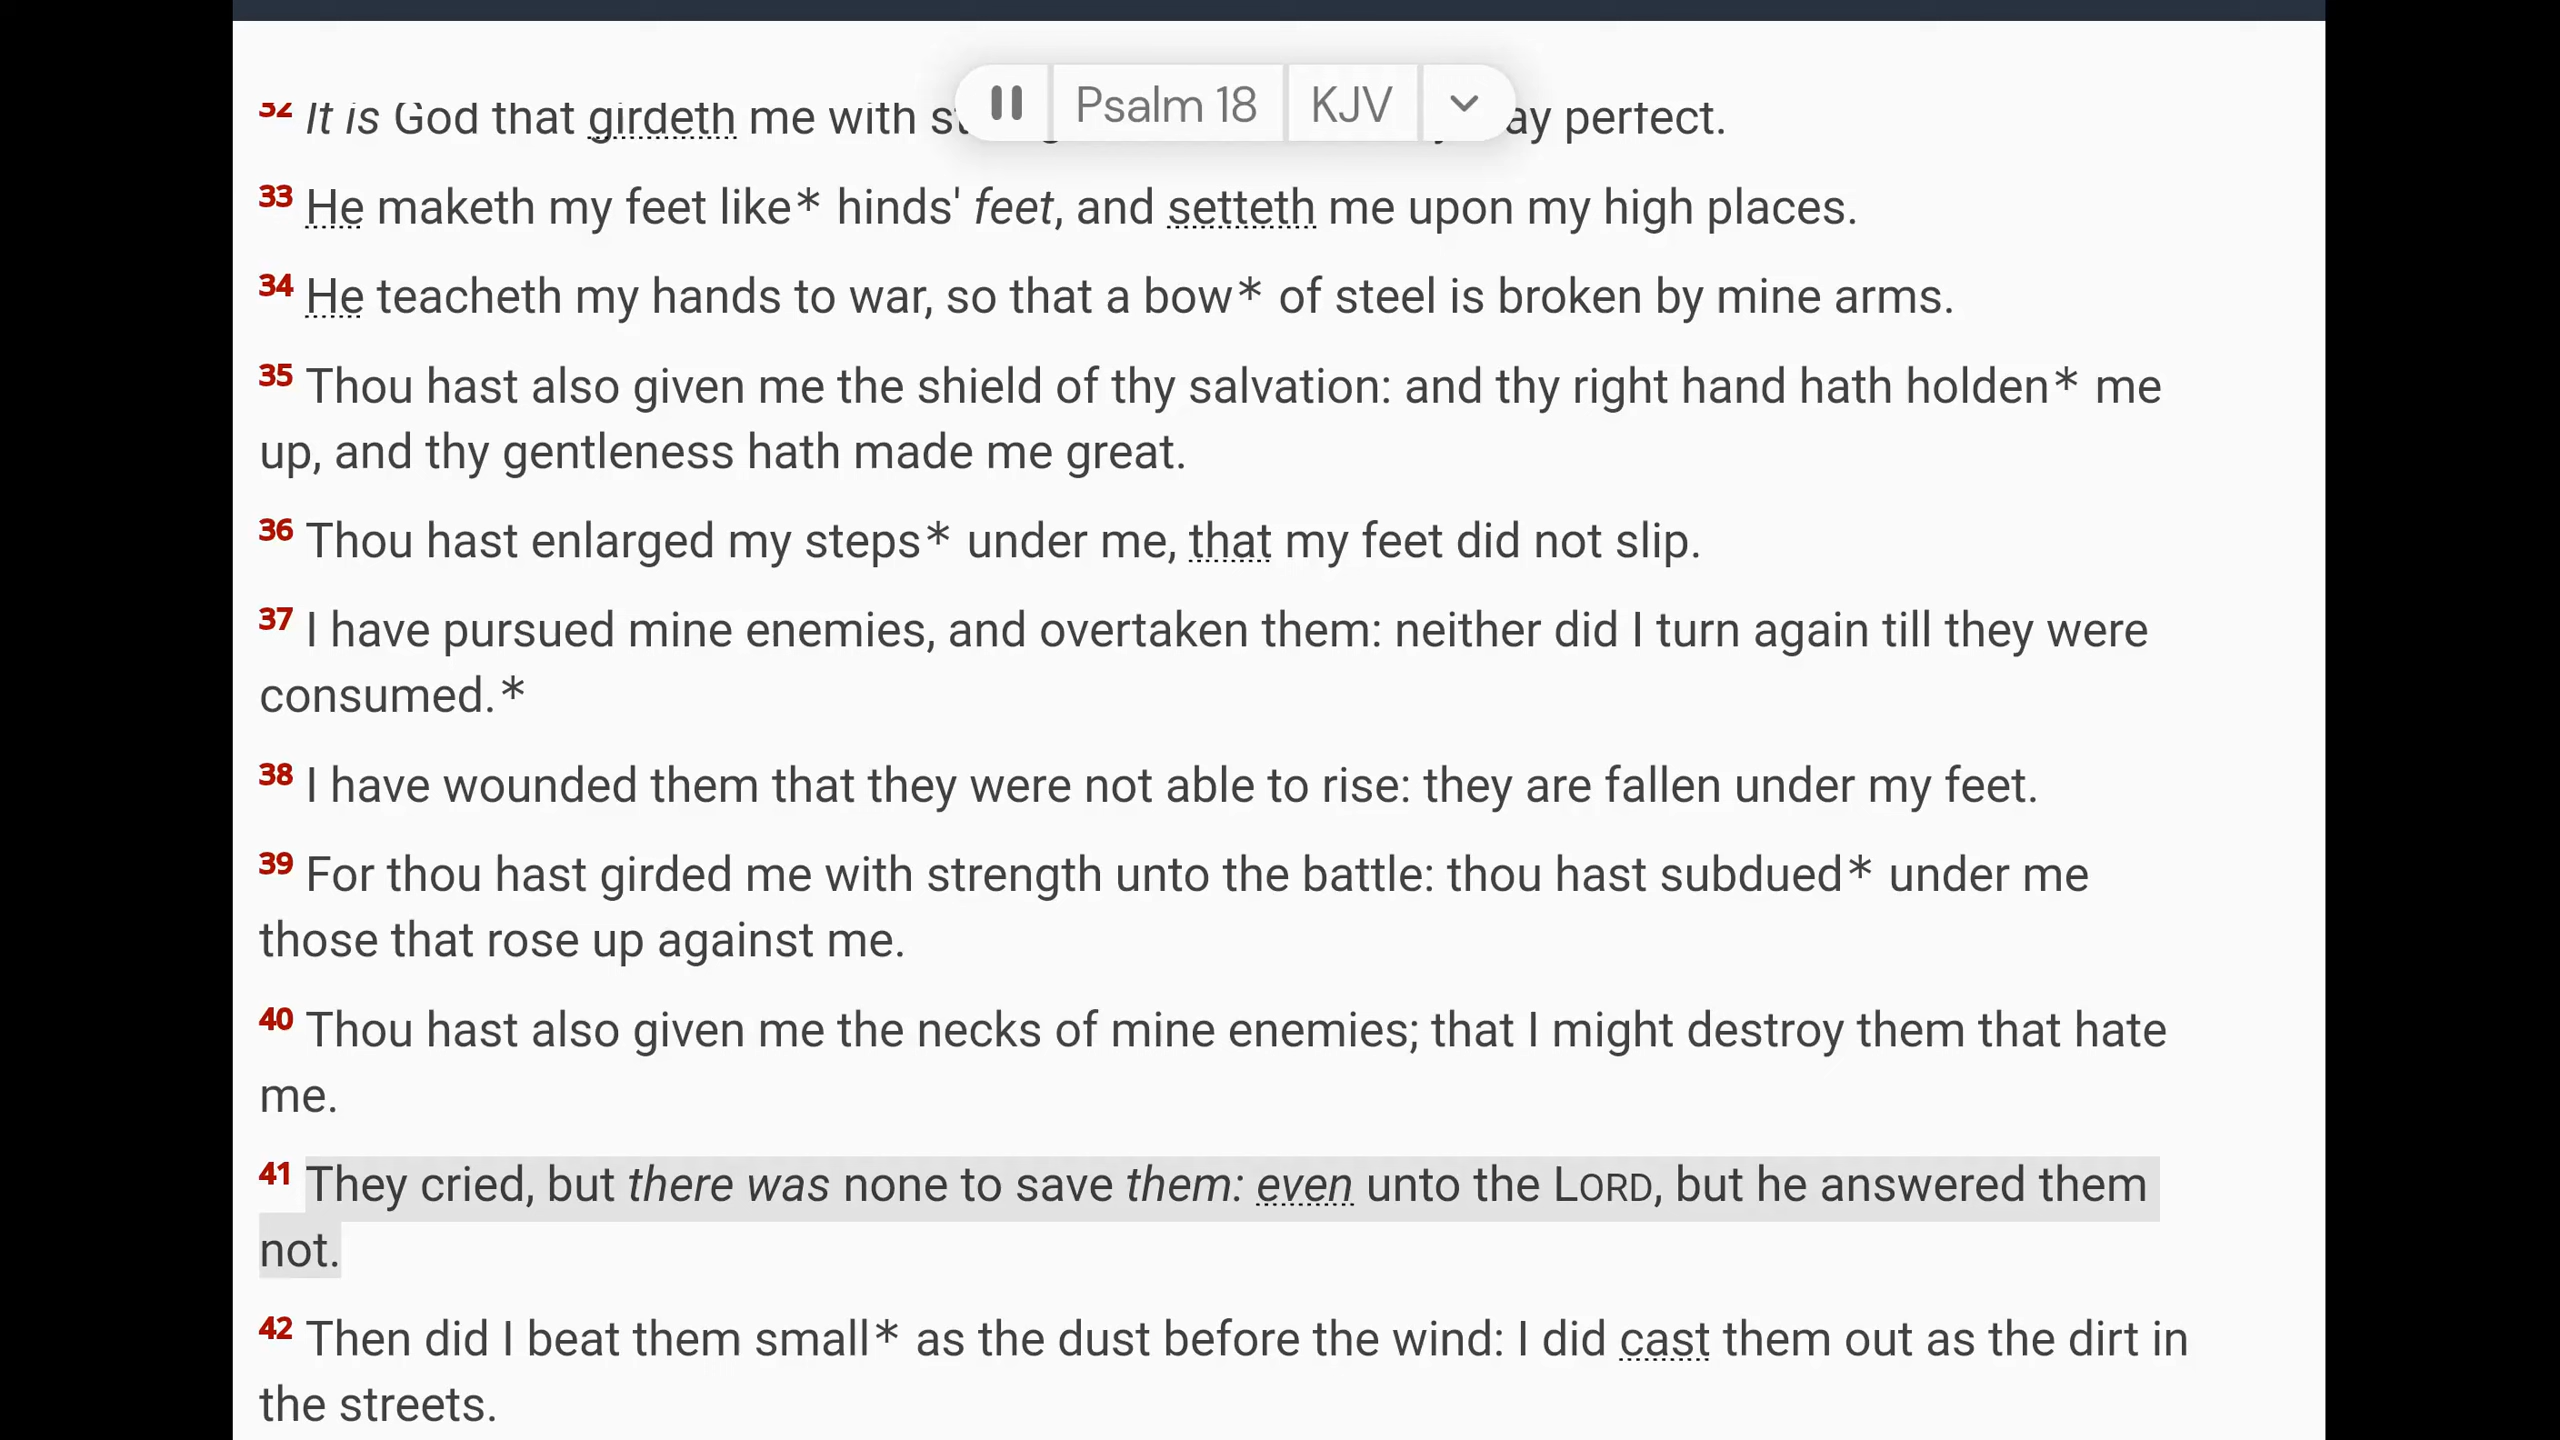 Psalm 18 KJV
32 It is God that girdeth me with ay perfect.
33 He maketh my feet like* hinds' feet, and setteth me upon my high places.
34 He teacheth my hands to war, so that a bow* of steel is broken by mine arms.
35 Thou hast also given me the shield of thy salvation: and thy right hand hath holden* me
up, and thy gentleness hath made me great.
36 Thou hast enlarged my steps* under me, that my feet did not slip.
37 I have pursued mine enemies, and overtaken them: neither did I turn again till they were
consumed.*
38 I have wounded them that they were not able to rise: they are fallen under my feet.
39 For thou hast girded me with strength unto the battle: thou hast subdued* under me
those that rose up against me.
40 Thou hast also given me the necks of mine enemies; that I might destroy them that hate
me.
41 They cried, but there was none to save them: even unto the LORD, but he answered them
not.
42 Then did I beat them small* as the dust before the wind: I did cast them out as the dirt in
the streets.